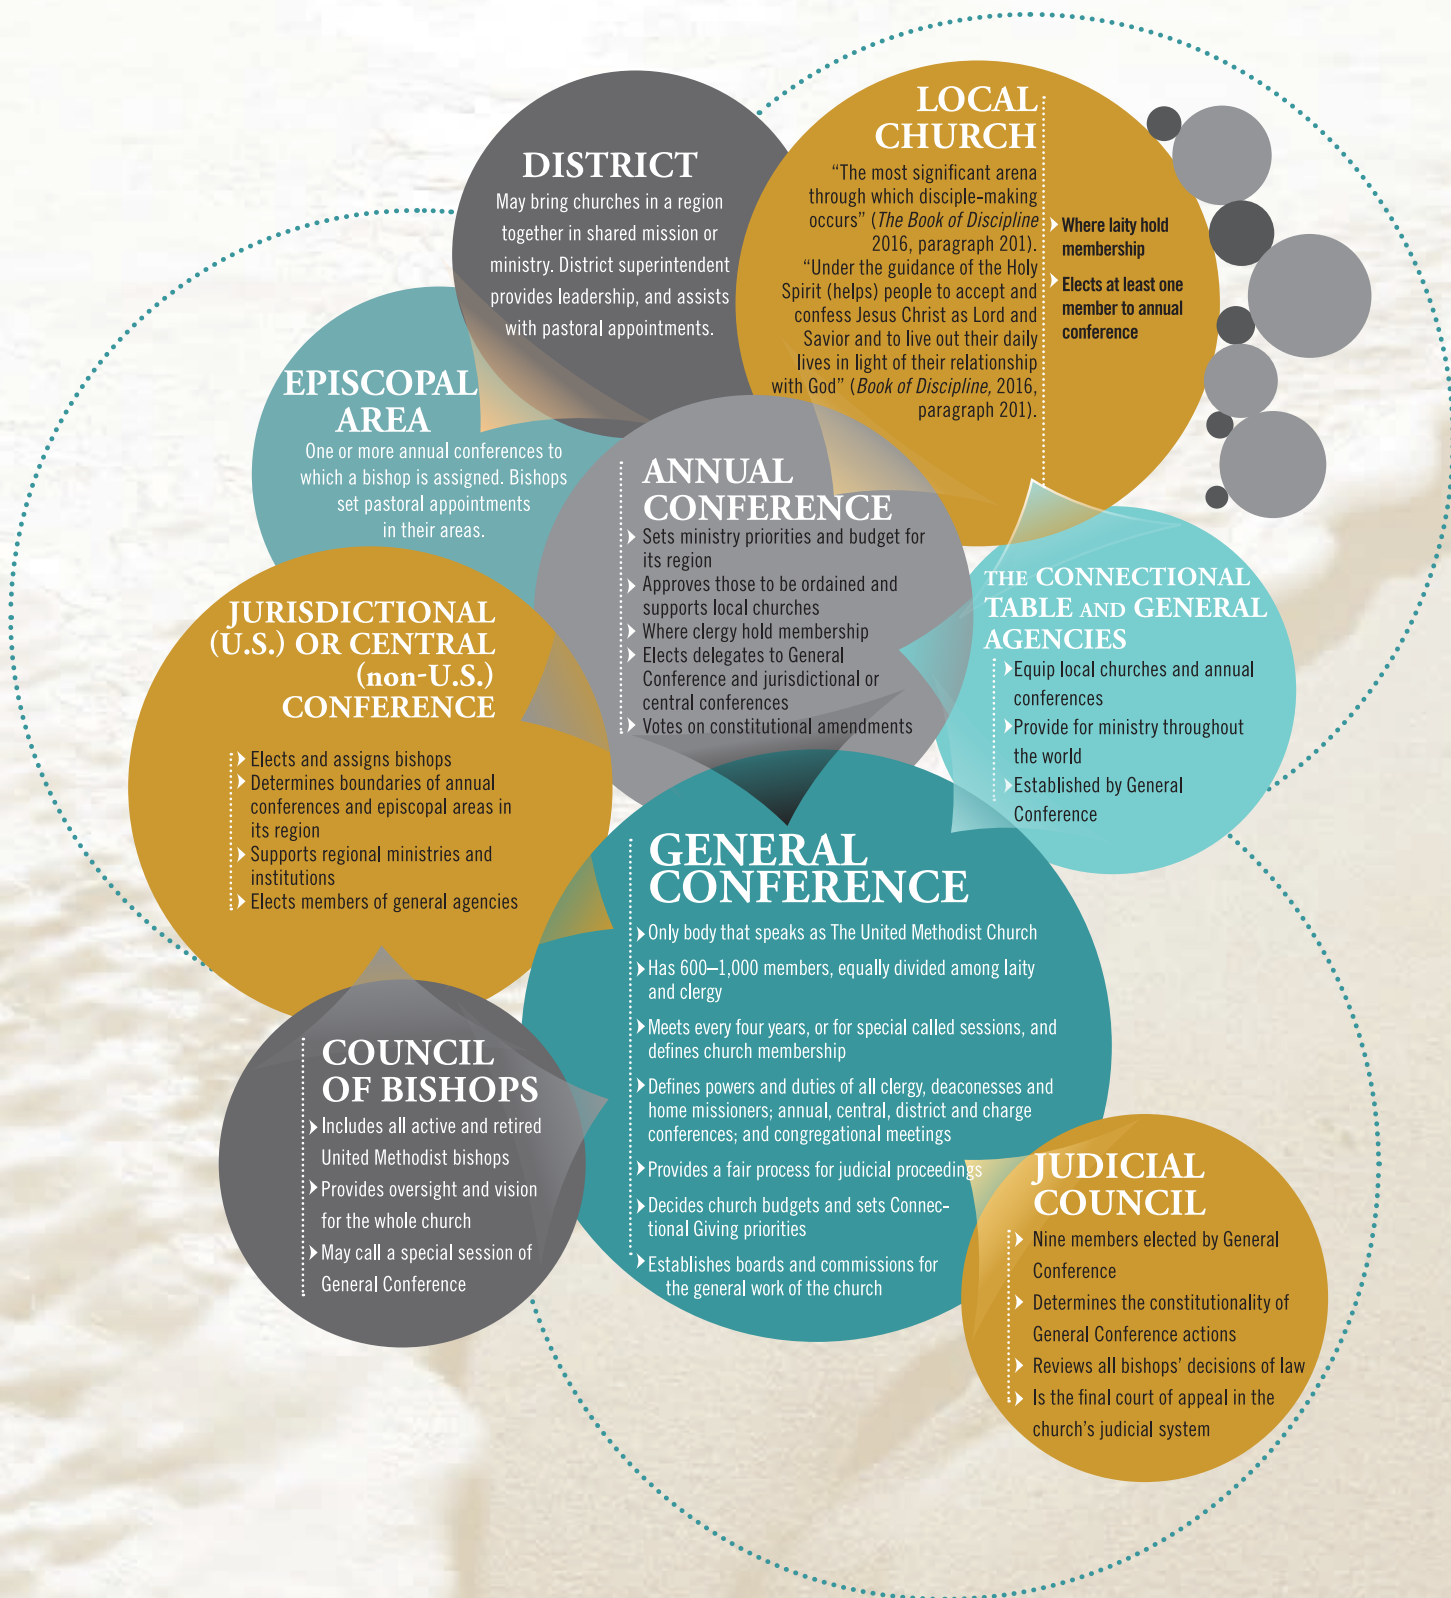 DISTRICT
May bring churches in a region
together in shared mission or
ministry. District superintendent
provides leadership, and assists
with pastoral appointments.
LOCAL
CHURCH
“The most significant arena
through which disciple-making
occurs” (The Book of Discipline
2016, paragraph 201).
“Under the guidance of the Holy
Spirit (helps) people to accept and
confess Jesus Christ as Lord and
Savior and to live out their daily
lives in light of their relationship
with God” (Book of Discipline, 2016,
paragraph 201).
Where laity hold
membership
Elects at least one
member to annual
conference
EPISCOPAL
AREA
One or more annual conferences to
which a bishop is assigned. Bishops
set pastoral appointments
in their areas.
ANNUAL
CONFERENCE
Sets ministry priorities and budget for
its region
Approves those to be ordained and
supports local churches
Where clergy hold membership
Elects delegates to General
Conference and jurisdictional or
central conferences
Votes on constitutional amendments
THE CONNECTIONAL
TABLE AND GENERAL
AGENCIES
Equip local churches and annual
conferences
Provide for ministry throughout
the world
Established by General
Conference
JURISDICTIONAL
(U.S.) OR CENTRAL
(non-U.S.)
CONFERENCE
Elects and assigns bishops
Determines boundaries of annual
conferences and episcopal areas in
its region
Supports regional ministries and
institutions
Elects members of general agencies
GENERAL
CONFERENCE
Only body that speaks as The United Methodist Church
Has 600–1,000 members, equally divided among laity
and clergy
Meets every four years, or for special called sessions, and
defines church membership
Defines powers and duties of all clergy, deaconesses and
home missioners; annual, central, district and charge
conferences; and congregational meetings
Provides a fair process for judicial proceedings
Decides church budgets and sets Connec-
tional Giving priorities
Establishes boards and commissions for
the general work of the church
COUNCIL
OF BISHOPS
Includes all active and retired
United Methodist bishops
Provides oversight and vision
for the whole church
May call a special session of
General Conference
JUDICIAL
COUNCIL
Nine members elected by General
Conference
Determines the constitutionality of
General Conference actions
Reviews all bishops’ decisions of law
Is the final court of appeal in the
church’s judicial system